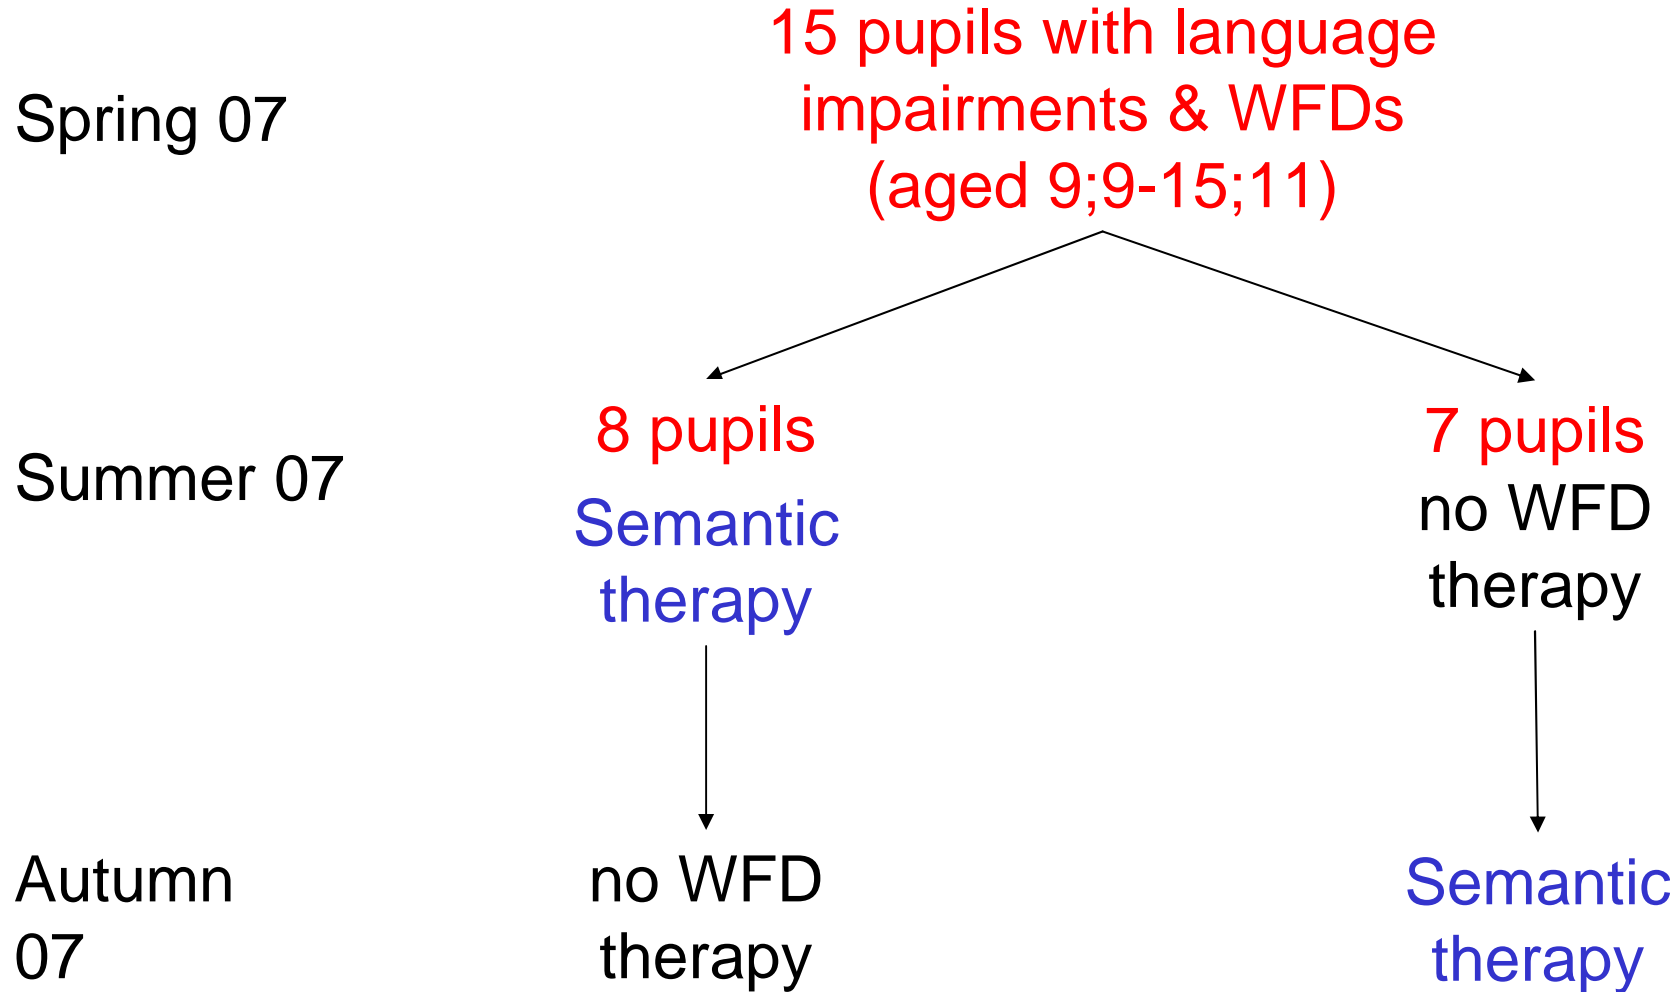 15 pupils with language
impairments & WFDs
(aged 9;9-15;11)
Spring 07
Summer 07
8 pupils
Semantic
therapy
7 pupils
no WFD
therapy
Autumn
07
no WFD
therapy
Semantic
therapy